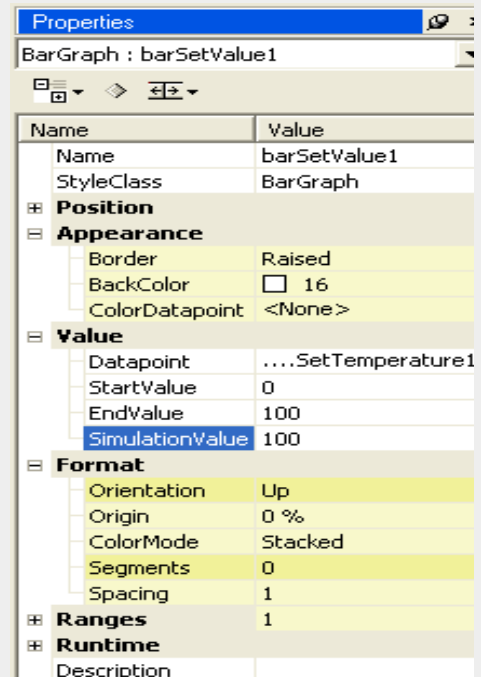 Properties
BarGraph : barSetValue1
Name Value
Name barSetValue1
StyleClass BarGraph
Position
Appearance
Border Raised
BackColor 16
ColorDatapoint <None>
Value
Datapoint ....SetTemperature1
StartValue 0
EndValue 100
SimulationValue 100
Format
Orientation Up
Origin 0 %
ColorMode Stacked
Segments 0
Spacing 1
Ranges 1
Runtime
Description